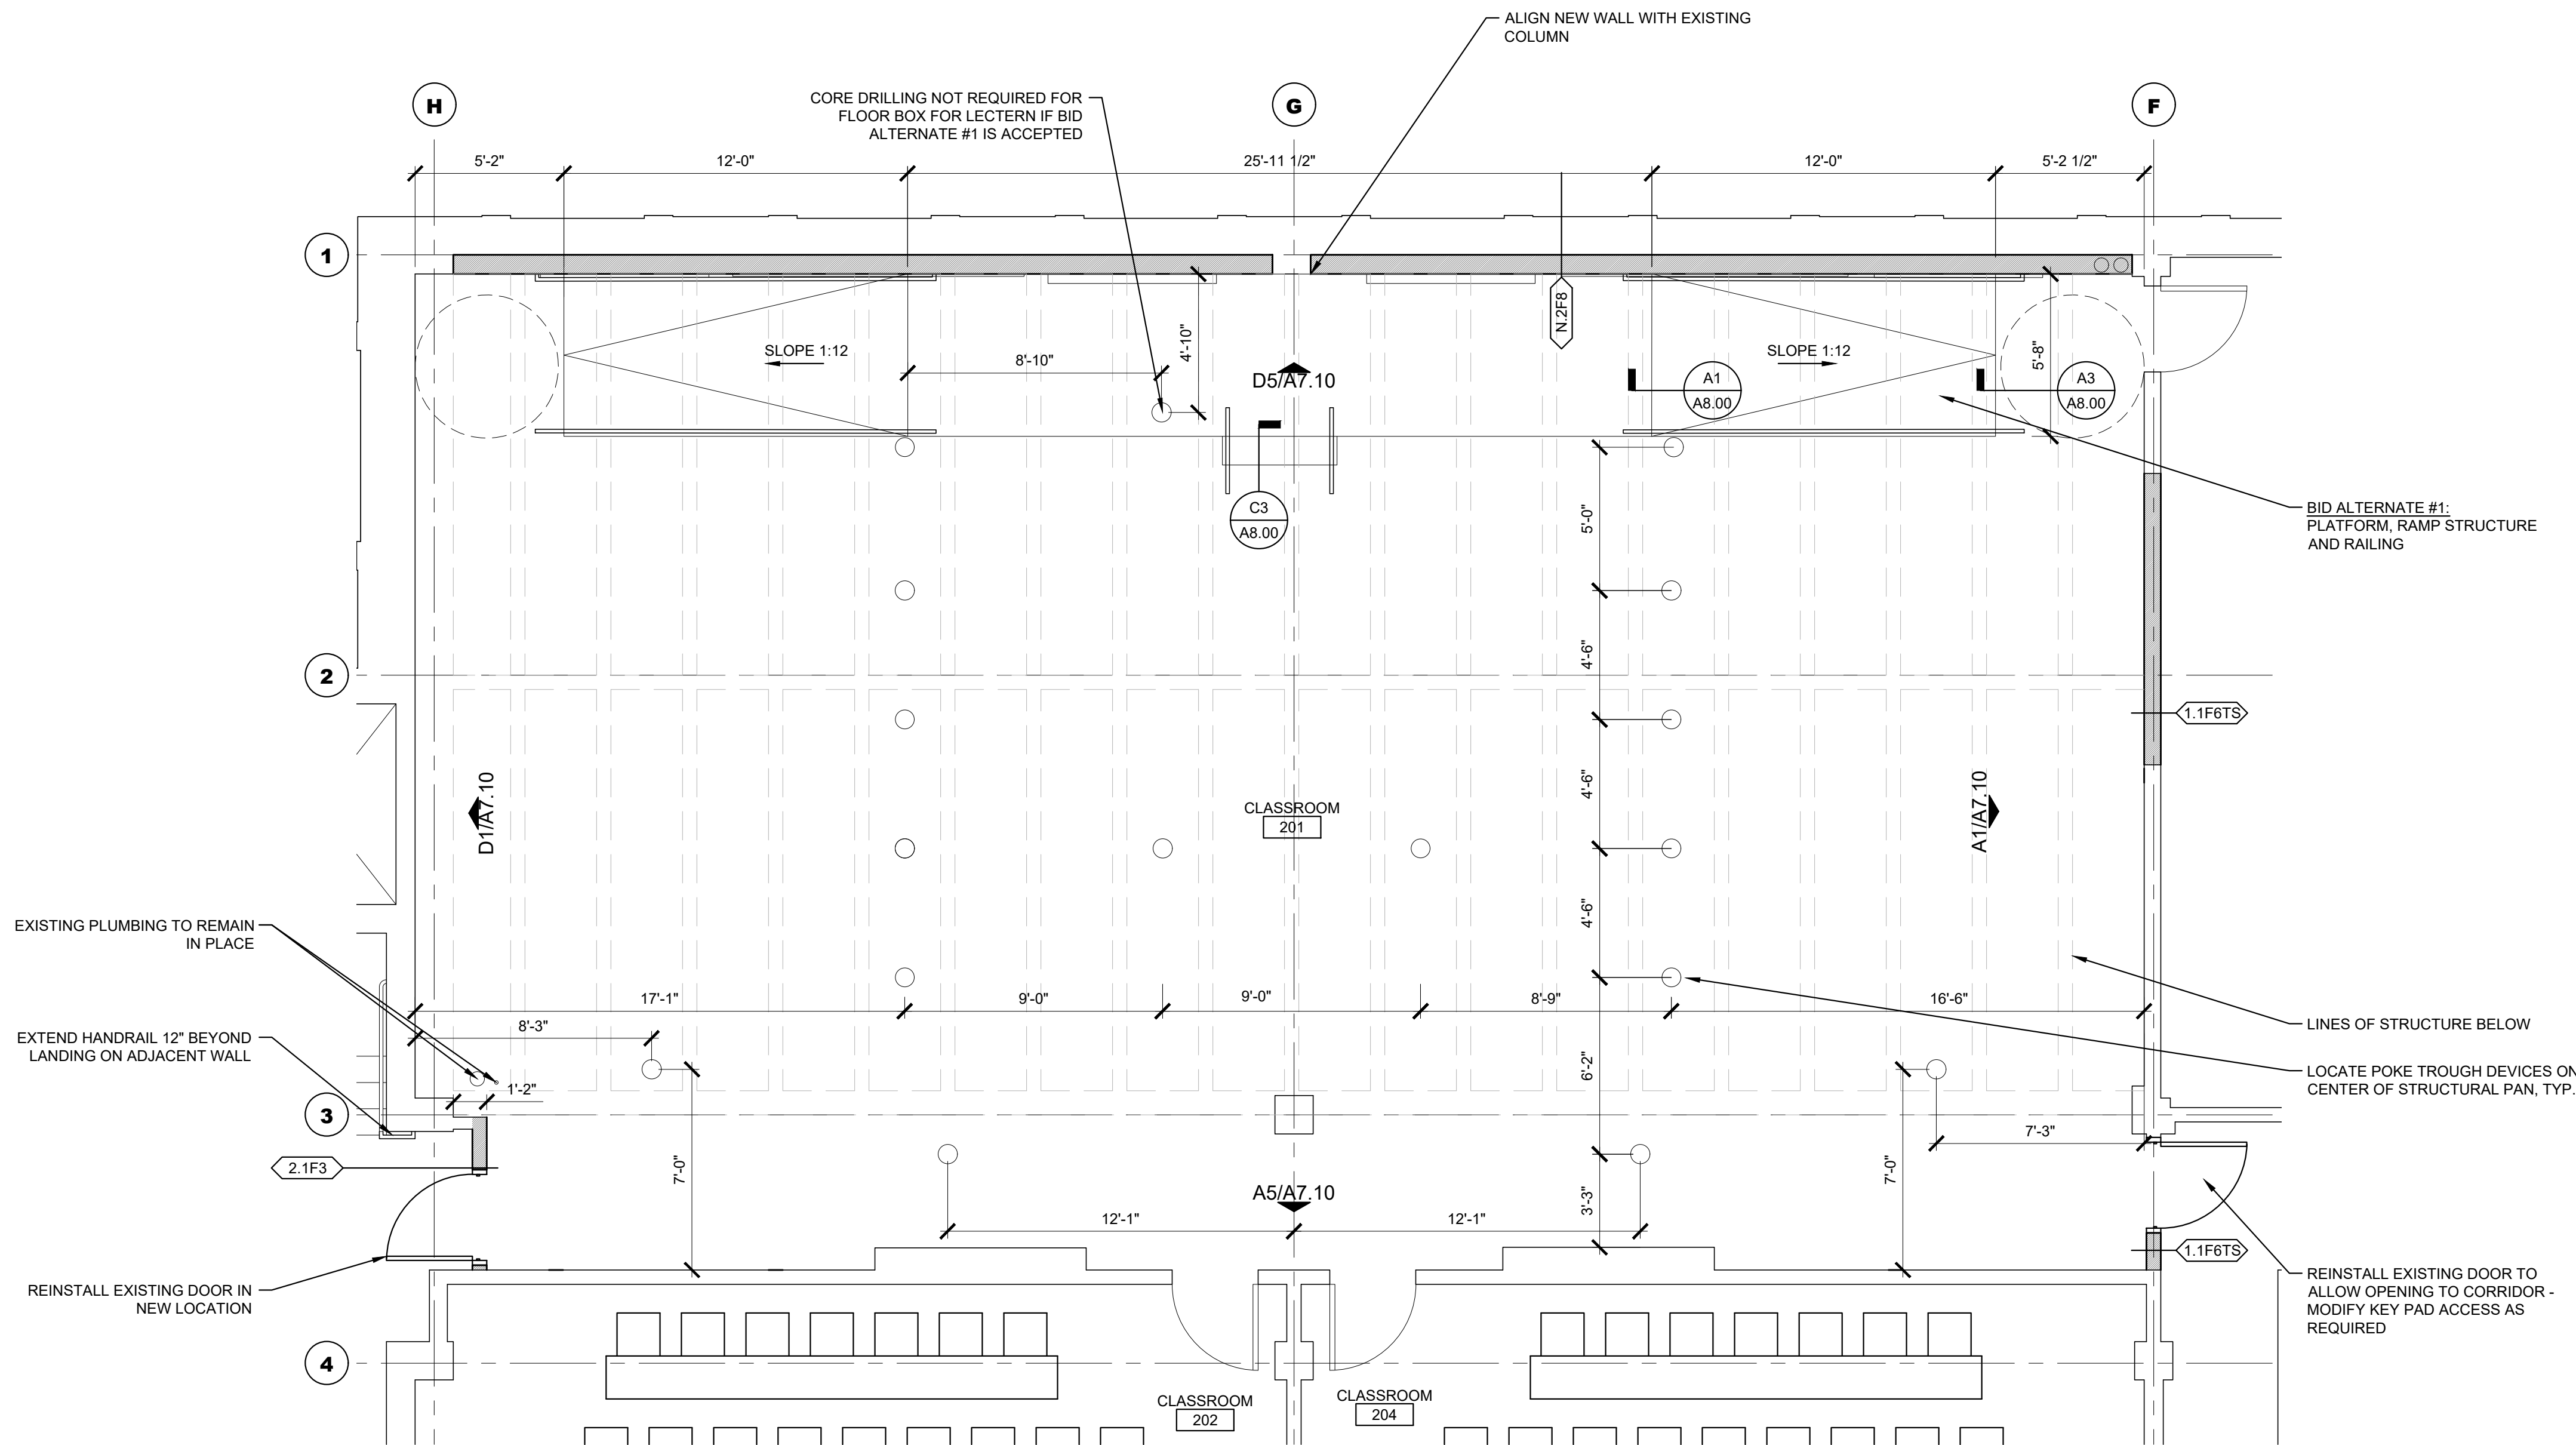 ALIGN NEW WALL WITH EXISTING
COLUMN
H
G
F
CORE DRILLING NOT REQUIRED FOR
FLOOR BOX FOR LECTERN IF BID
ALTERNATE #1 IS ACCEPTED
5'-2"
12'-0"
25'-11 1/2"
12'-0"
5'-2 1/2"
1
N.2F8
4'-10"
SLOPE 1:12
8'-10"
D5/A7.10
SLOPE 1:12
5'-8"
A1
A8.00
A3
A8.00
C3
A8.00
BID ALTERNATE #1:
PLATFORM, RAMP STRUCTURE
AND RAILING
5'-0"
4'-6"
2
1.1F6TS
4'-6"
D1/A7.10
CLASSROOM
201
A1/A7.10
4'-6"
EXISTING PLUMBING TO REMAIN
IN PLACE
17'-1"
9'-0"
9'-0"
8'-9"
16'-6"
8'-3"
LINES OF STRUCTURE BELOW
EXTEND HANDRAIL 12" BEYOND
LANDING ON ADJACENT WALL
6'-2"
LOCATE POKE TROUGH DEVICES ON
CENTER OF STRUCTURAL PAN, TYP.
1'-2"
3
7'-3"
2.1F3
7'-0"
7'-0"
A5/A7.10
3'-3"
12'-1"
12'-1"
1.1F6TS
REINSTALL EXISTING DOOR IN
NEW LOCATION
REINSTALL EXISTING DOOR TO
ALLOW OPENING TO CORRIDOR -
MODIFY KEY PAD ACCESS AS
REQUIRED
4
CLASSROOM
202
CLASSROOM
204